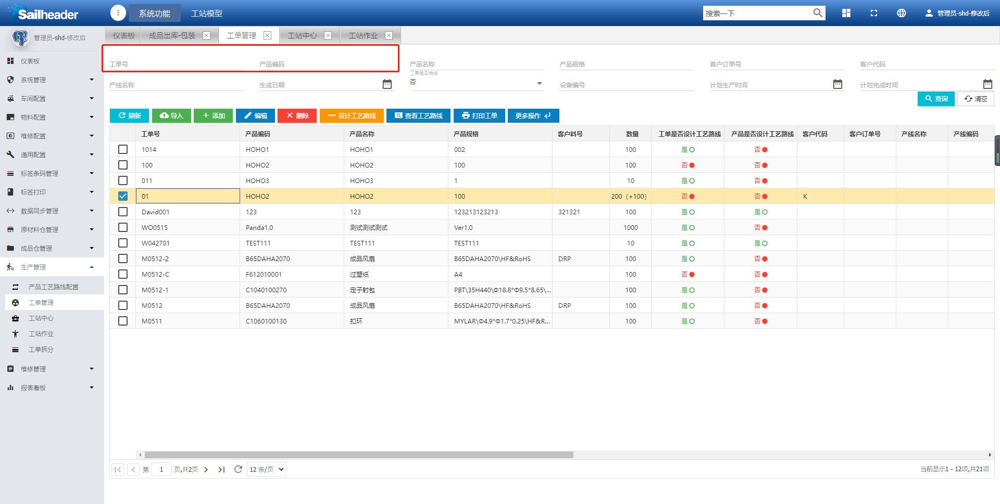 Sailheader 系统功能 工站模型 搜索一下 管理员-shd-修改后
管理员-shd-修改后
仪表板 成品出库-包装 工单管理 工站中心 工站作业
仪表板
系统管理
车间配置
物料配置
维修配置
通用配置
标签条码管理
标签打印
数据同步管理
原材料仓管理
成品仓管理
生产管理
产品工艺路线配置
工单管理
工站中心
工站作业
工单拆分
维修管理
报表看板
工单号 产品编码 产品名称 产品规格 客户订单号 客户代码
工单是否完成
产线名称 生成日期 否 设备编号 计划生产时间 计划完成时间
查询 清空
刷新 导入 添加 编辑 删除 设计工艺路线 查看工艺路线 打印工单 更多操作
工单号 产品编码 产品名称 产品规格 客户料号 数量 工单是否设计工艺路线 产品是否设计工艺路线 客户代码 客户订单号 产线名称 产线编码
1014 HOHO1 HOHO1 002 100 是 否
100 HOHO2 HOHO2 100 100 否 否
011 HOHO3 HOHO3 1 10 是 否
01 HOHO2 HOHO2 100 200（+100） 否 否 K
David001 123 123 123213123213 321321 100 是 是
WO0515 Panda1.0 测试测试测试 Ver1.0 1000 是 否
W042701 TEST111 TEST111 TEST111 10 是 是
M0512-2 B65DAHA2070 成品风扇 B65DAHA2070\HF&RoHS DRP 100 是 否
M0512-C F612010001 过塑纸 A4 100 否 否
M0512-1 C1040100270 定子射包 PBT\35H440\Φ18.8*Φ9.5*8.65\... 100 是 否
M0512 B65DAHA2070 成品风扇 B65DAHA2070\HF&RoHS DRP 100 是 否
M0511 C1060100130 扣环 MYLAR\Φ4.9*Φ1.7*0.25\HF&R... 100 是 否
第 1 页,共2页 12 条/页 当前显示1 - 12项,共21项